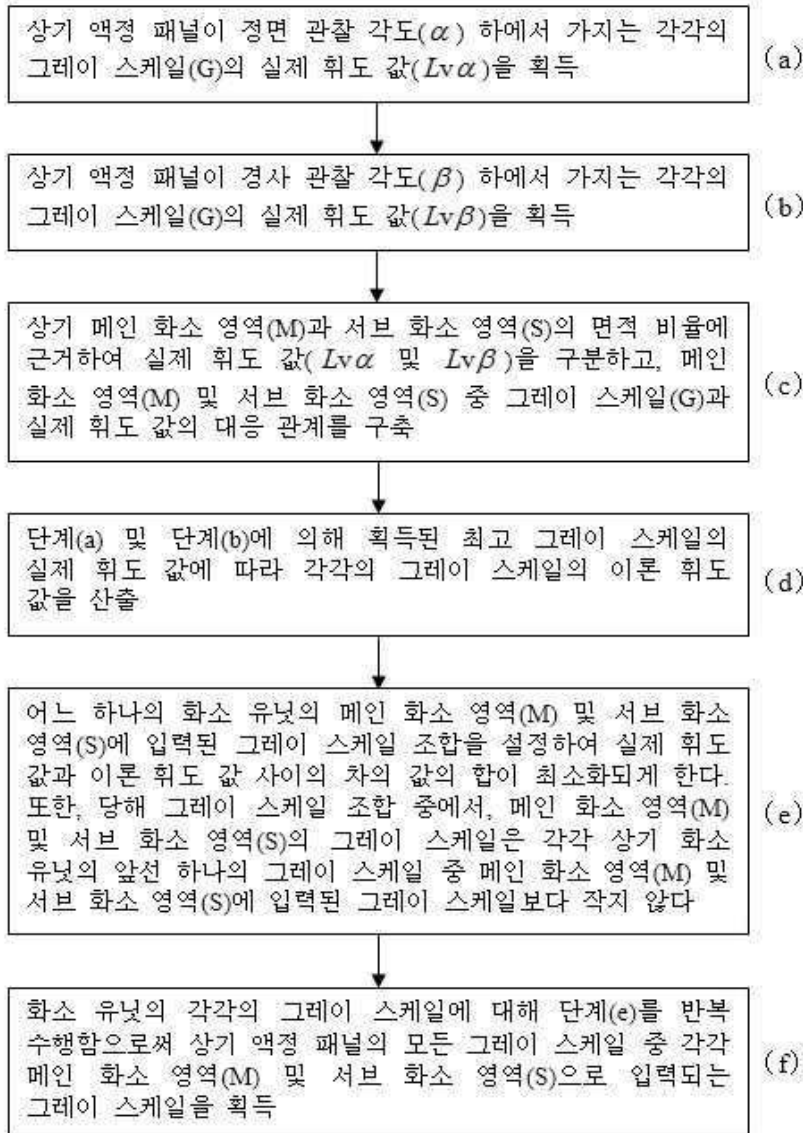 상기 액정 패널이 정면 관찰 각도(α) 하에서 가지는 각각의
그레이 스케일(G)의 실제 휘도 값(Lvα)을 획득
(a)
상기 액정 패널이 경사 관찰 각도(β) 하에서 가지는 각각의
그레이 스케일(G)의 실제 휘도 값(Lvβ)을 획득
(b)
상기 메인 화소 영역(M)과 서브 화소 영역(S)의 면적 비율에
근거하여 실제 휘도 값(Lvα 및 Lvβ)을 구분하고, 메인
화소 영역(M) 및 서브 화소 영역(S) 중 그레이 스케일(G)과
실제 휘도 값의 대응 관계를 구축
(c)
단계(a) 및 단계(b)에 의해 획득된 최고 그레이 스케일의
실제 휘도 값에 따라 각각의 그레이 스케일의 이론 휘도
값을 산출
(d)
어느 하나의 화소 유닛의 메인 화소 영역(M) 및 서브 화소
영역(S)에 입력된 그레이 스케일 조합을 설정하여 실제 휘도
값과 이론 휘도 값 사이의 차의 값의 합이 최소화되게 한다.
또한, 당해 그레이 스케일 조합 중에서, 메인 화소 영역(M)
및 서브 화소 영역(S)의 그레이 스케일은 각각 상기 화소
유닛의 앞선 하나의 그레이 스케일 중 메인 화소 영역(M) 및
서브 화소 영역(S)에 입력된 그레이 스케일보다 작지 않다
(e)
화소 유닛의 각각의 그레이 스케일에 대해 단계(e)를 반복
수행함으로써 상기 액정 패널의 모든 그레이 스케일 중 각각
메인 화소 영역(M) 및 서브 화소 영역(S)으로 입력되는
그레이 스케일을 획득
(f)